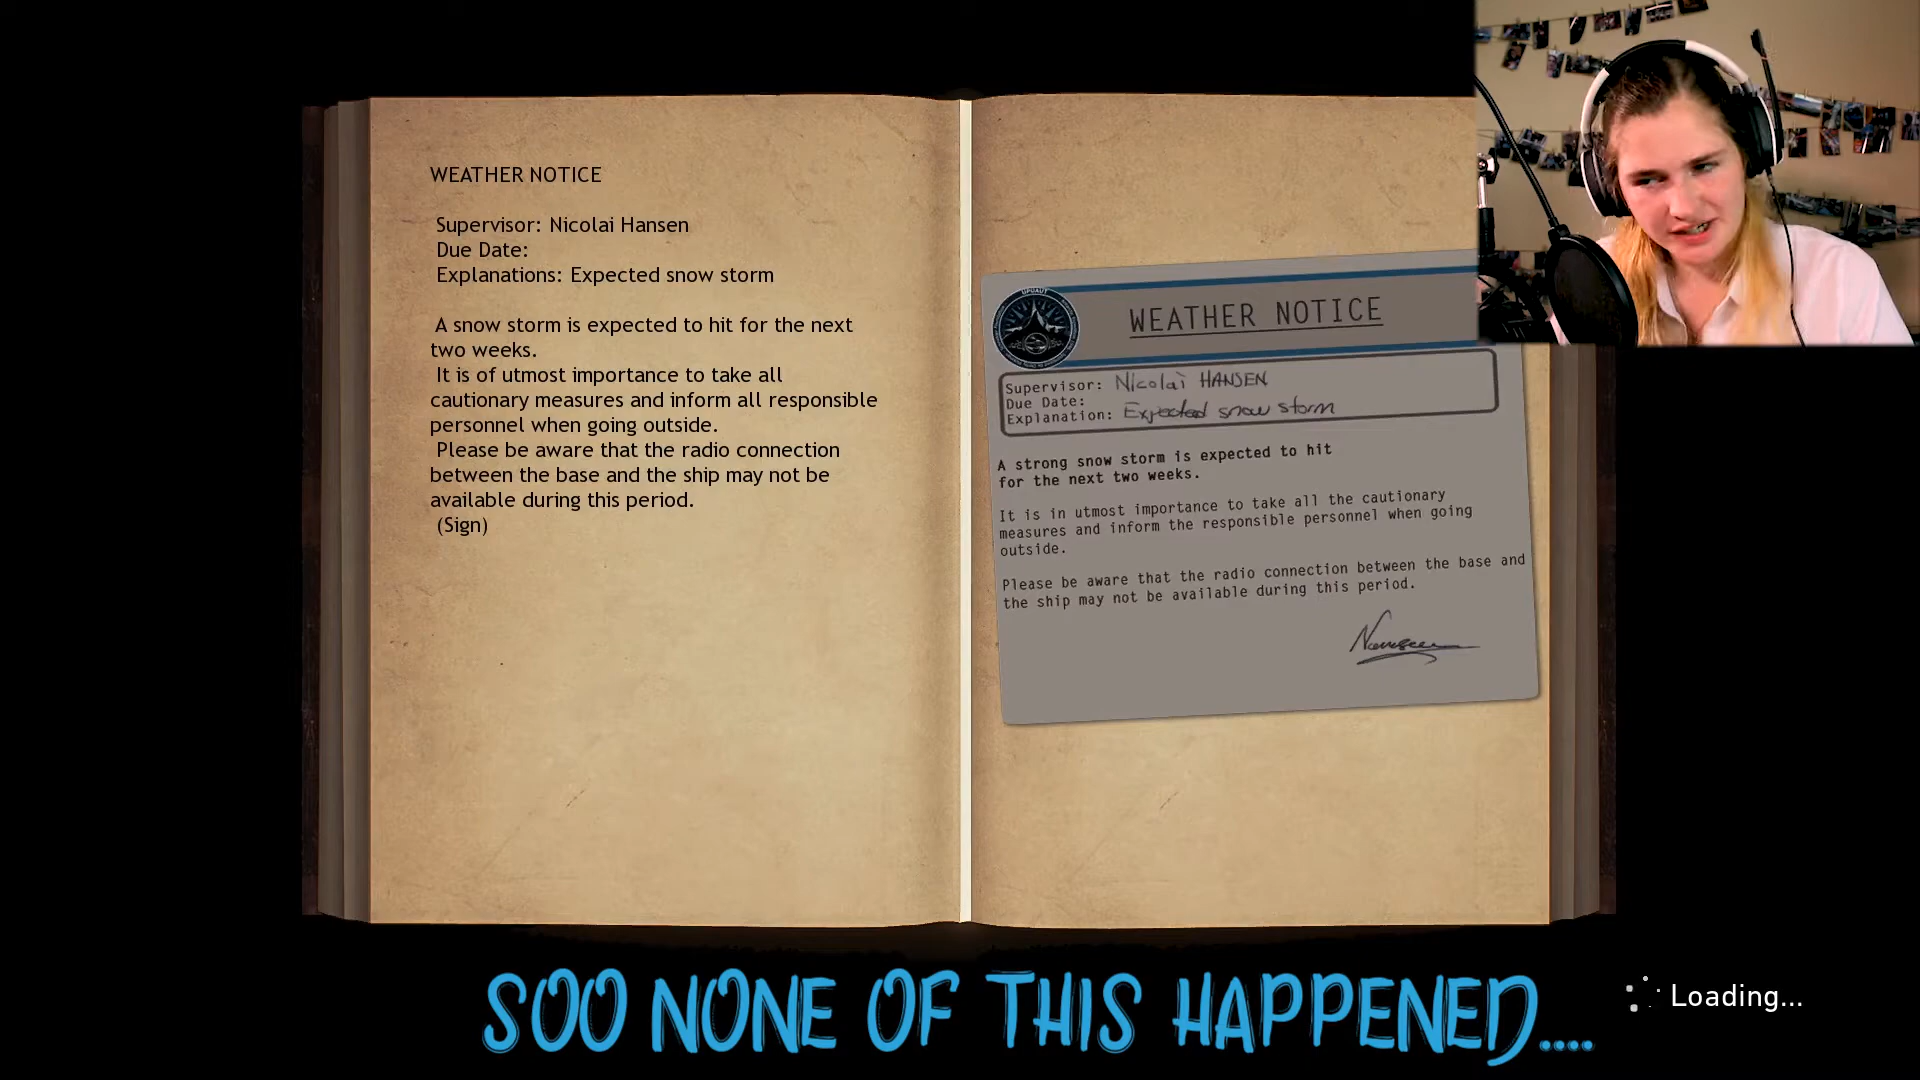 WEATHER NOTICE
Supervisor: Nicolai Hansen
Due Date:
Explanations: Expected snow storm
A snow storm is expected to hit for the next
two weeks.
It is of utmost importance to take all
cautionary measures and inform all responsible
personnel when going outside.
Please be aware that the radio connection
between the base and the ship may not be
available during this period.
(Sign)
WEATHER NOTICE
Supervisor: Nicolaï HANSEN
Due Date:
Explanation: Expected snow storm
A strong snow storm is expected to hit
for the next two weeks.
It is in utmost importance to take all the cautionary
measures and inform the responsible personnel when going
outside.
Please be aware that the radio connection between the base and
the ship may not be available during this period.
SOO NONE OF THIS HAPPENED....
Loading...